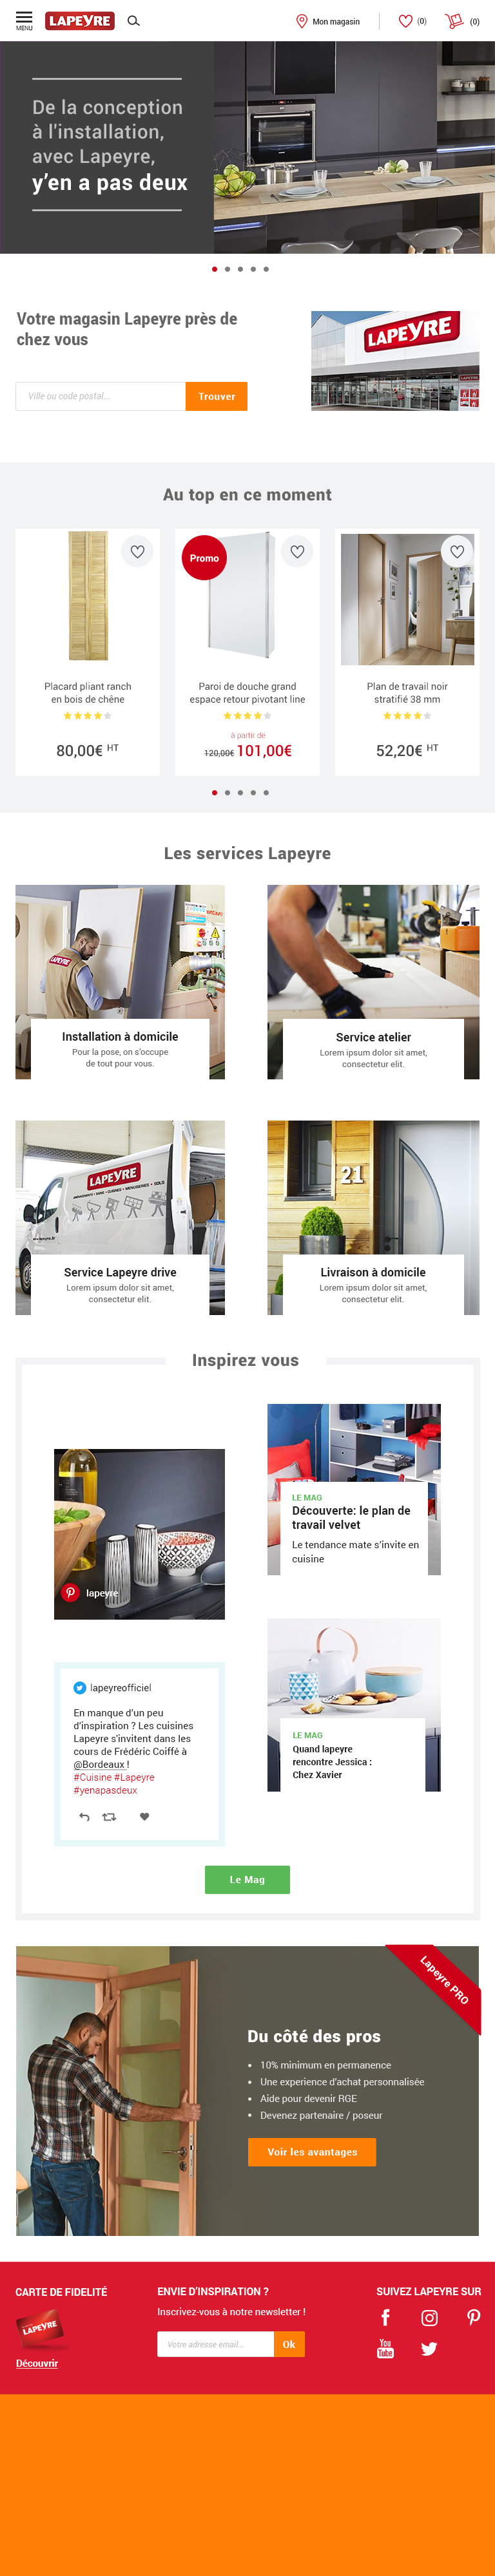 MENU
LAPEYRE
Mon magasin
(0)
(0)
De la conception
à l'installation,
avec Lapeyre,
y'en a pas deux
Votre magasin Lapeyre près de
chez vous
Ville ou code postal...
Trouver
LAPEYRE
LAPEYRE
Au top en ce moment
Promo
Placard pliant ranch
en bois de chêne
80,00€ HT
Paroi de douche grand
espace retour pivotant line
à partir de
120,00€ 101,00€
Plan de travail noir
stratifié 38 mm
52,20€ HT
Les services Lapeyre
LAPEYRE
Installation à domicile
Pour la pose, on s'occupe
de tout pour vous.
Service atelier
Lorem ipsum dolor sit amet,
consectetur elit.
LAPEYRE
Service Lapeyre drive
Lorem ipsum dolor sit amet,
consectetur elit.
21
Livraison à domicile
Lorem ipsum dolor sit amet,
consectetur elit.
Inspirez vous
lapeyre
LE MAG
Découverte: le plan de
travail velvet
Le tendance mate s'invite en
cuisine
lapeyreofficiel
En manque d'un peu
d'inspiration ? Les cuisines
Lapeyre s'invitent dans les
cours de Frédéric Coiffé à
@Bordeaux !
#Cuisine #Lapeyre
#yenapasdeux
LE MAG
Quand lapeyre
rencontre Jessica :
Chez Xavier
Le Mag
Lapeyre PRO
Du côté des pros
10% minimum en permanence
Une experience d'achat personnalisée
Aide pour devenir RGE
Devenez partenaire / poseur
Voir les avantages
CARTE DE FIDELITÉ
LAPEYRE
Découvrir
ENVIE D'INSPIRATION ?
Inscrivez-vous à notre newsletter !
Votre adresse email...
Ok
SUIVEZ LAPEYRE SUR
You
Tube